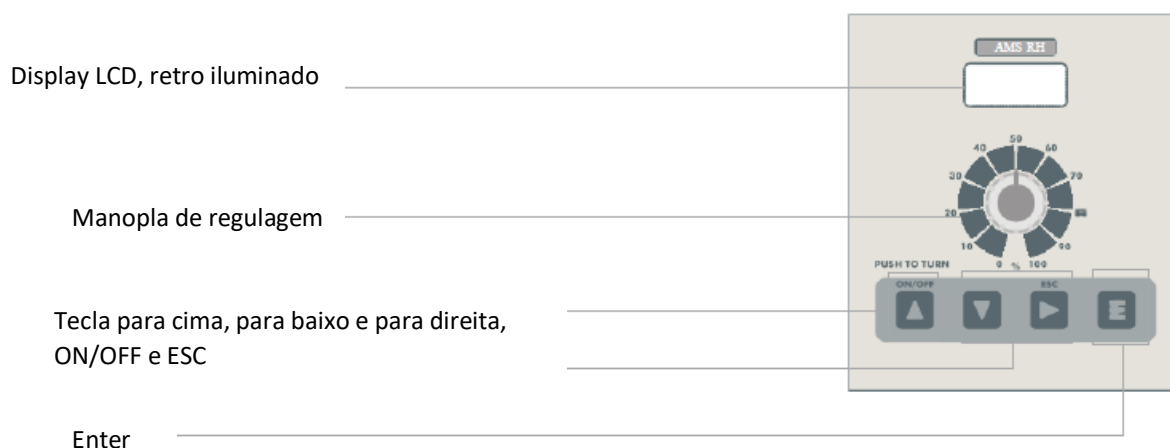 AMS RH
Display LCD, retro iluminado
50
40 60
30 70
Manopla de regulagem
20
10 90
PUSH TO TURN 0 % 100
ON/OFF ESC
Tecla para cima, para baixo e para direita,
ON/OFF e ESC
E
Enter